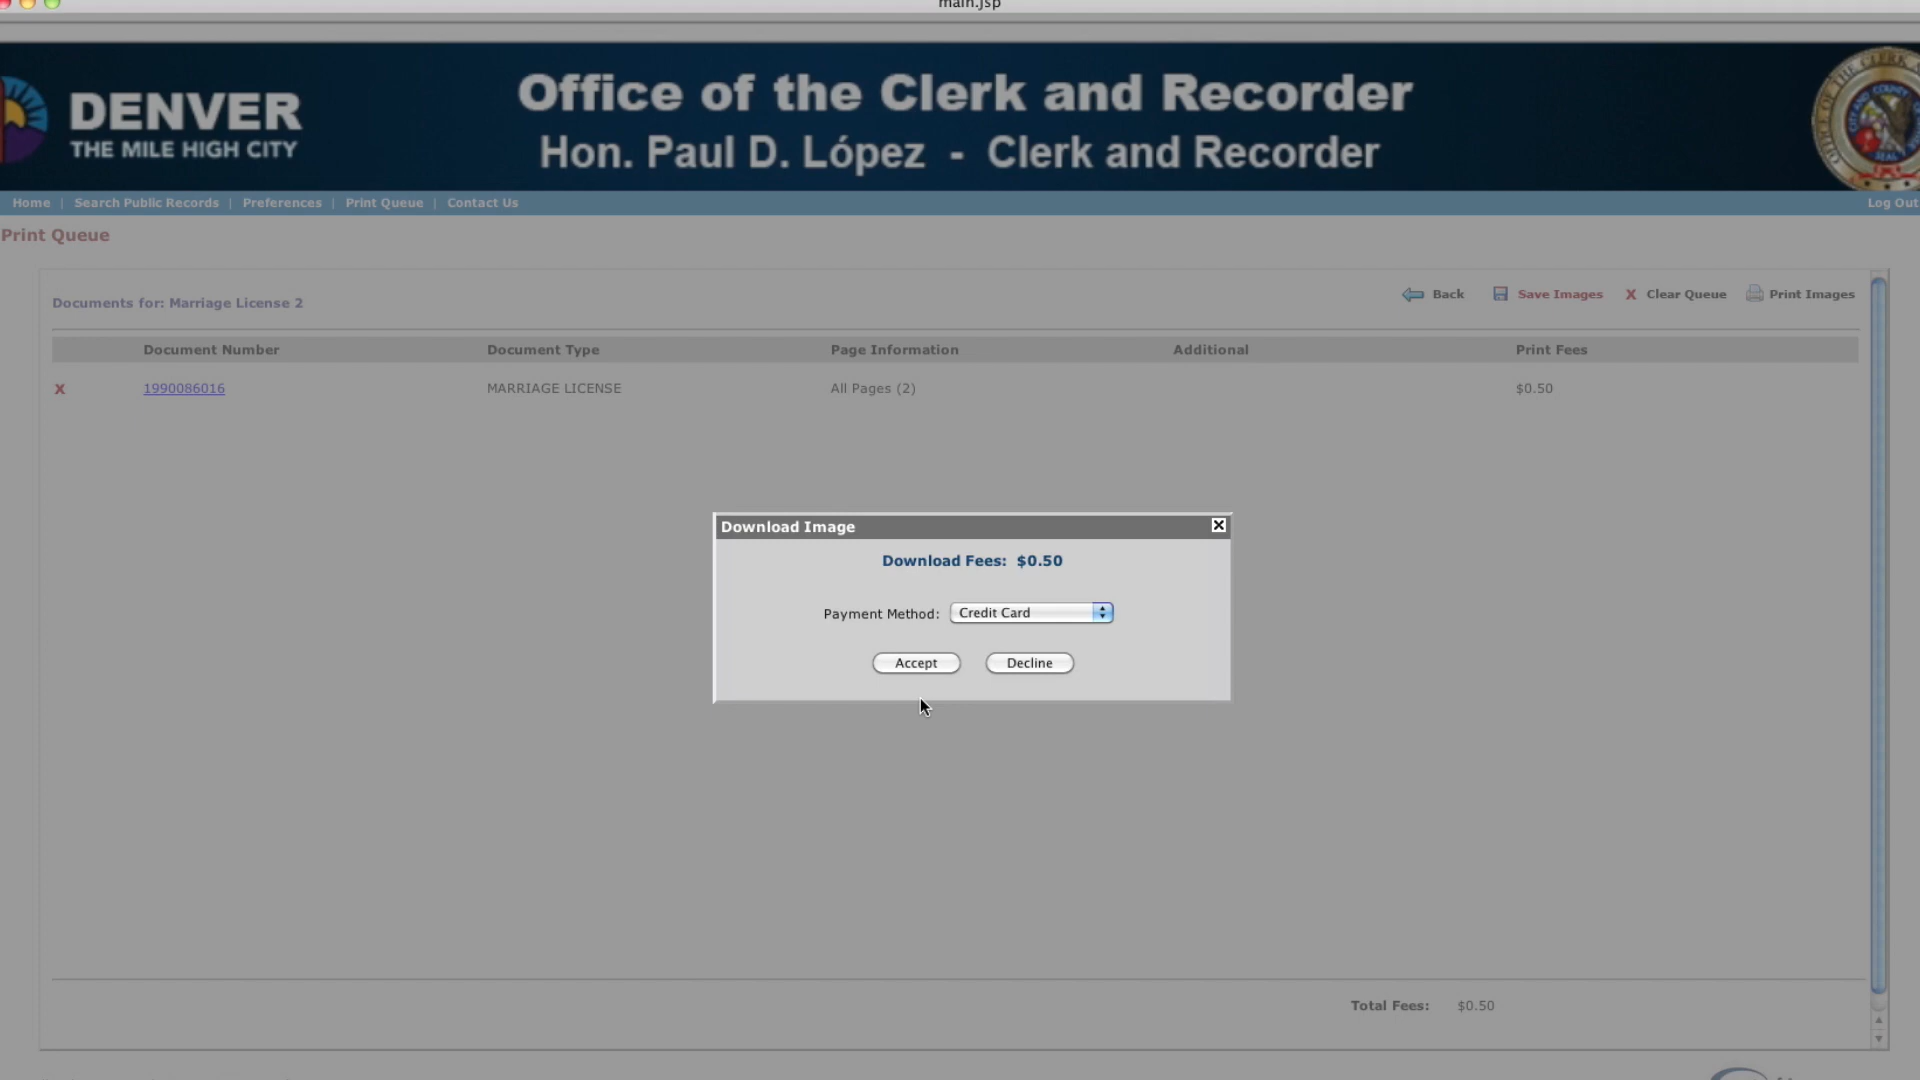 main.jsp
DENVER
THE MILE HIGH CITY
Office of the Clerk and Recorder
Hon. Paul D. López - Clerk and Recorder
Home | Search Public Records | Preferences | Print Queue | Contact Us
Log Out
Print Queue
Documents for: Marriage License 2
Back
Save Images
X Clear Queue
Print Images
Document Number Document Type Page Information Additional Print Fees
X 1990086016 MARRIAGE LICENSE All Pages (2) $0.50
Download Image
Download Fees: $0.50
Payment Method: Credit Card
Accept Decline
Total Fees: $0.50